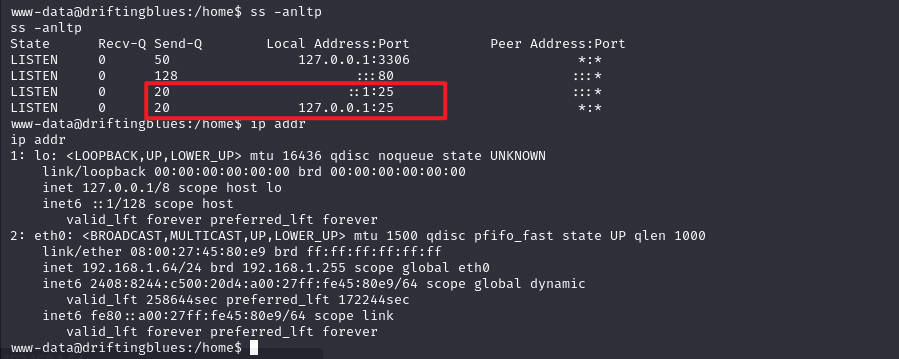 www-data@driftingblues:/home$ ss -anltp
ss -anltp
State      Recv-Q Send-Q        Local Address:Port          Peer Address:Port
LISTEN     0      50                127.0.0.1:3306                     *:*
LISTEN     0      128                      :::80                      :::*
LISTEN     0      20                      ::1:25                      :::*
LISTEN     0      20                127.0.0.1:25                       *:*
www-data@driftingblues:/home$ ip addr
ip addr
1: lo: <LOOPBACK,UP,LOWER_UP> mtu 16436 qdisc noqueue state UNKNOWN
    link/loopback 00:00:00:00:00:00 brd 00:00:00:00:00:00
    inet 127.0.0.1/8 scope host lo
    inet6 ::1/128 scope host
       valid_lft forever preferred_lft forever
2: eth0: <BROADCAST,MULTICAST,UP,LOWER_UP> mtu 1500 qdisc pfifo_fast state UP qlen 1000
    link/ether 08:00:27:45:80:e9 brd ff:ff:ff:ff:ff:ff
    inet 192.168.1.64/24 brd 192.168.1.255 scope global eth0
    inet6 2408:8244:c500:20d4:a00:27ff:fe45:80e9/64 scope global dynamic
       valid_lft 258644sec preferred_lft 172244sec
    inet6 fe80::a00:27ff:fe45:80e9/64 scope link
       valid_lft forever preferred_lft forever
www-data@driftingblues:/home$